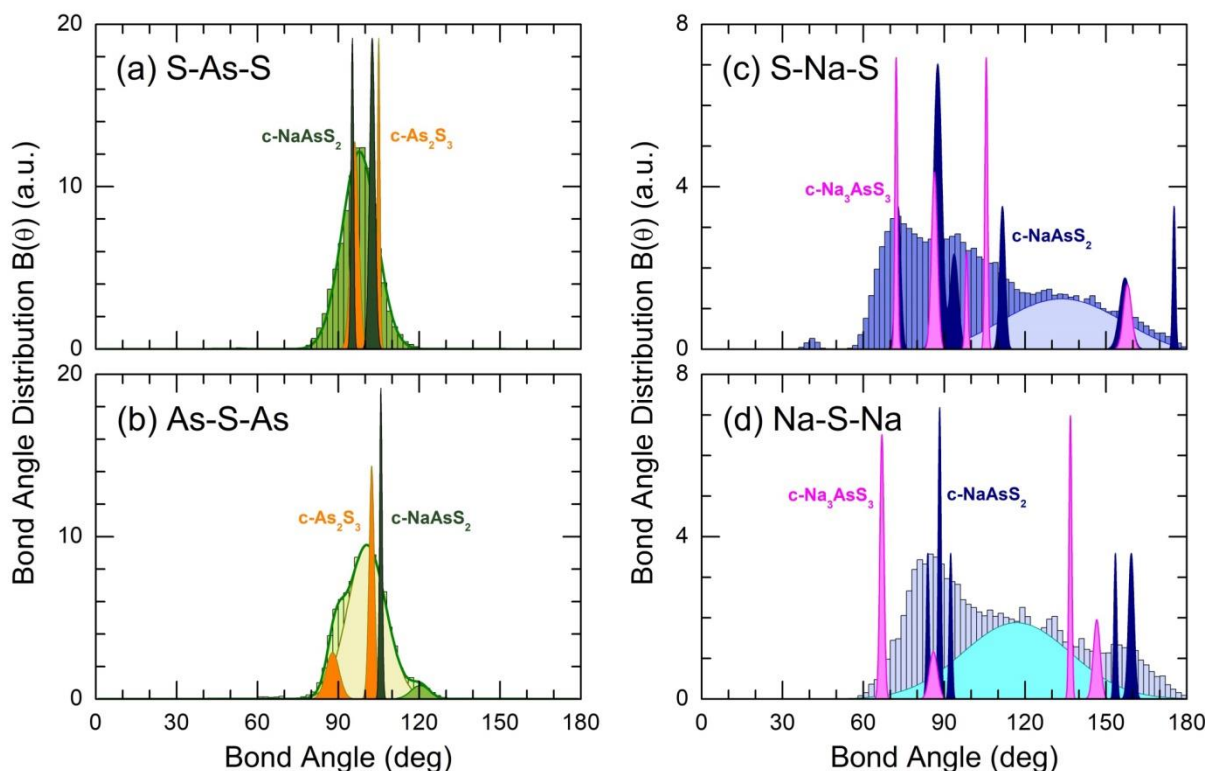 Bond Angle Distribution B(θ) (a.u.)
20
10
0
(a) S-As-S
c-NaAsS₂
c-As₂S₃
20
10
0
(b) As-S-As
c-As₂S₃
c-NaAsS₂
0 30 60 90 120 150 180
Bond Angle (deg)
Bond Angle Distribution B(θ) (a.u.)
8
4
0
(c) S-Na-S
c-Na₃AsS₃
c-NaAsS₂
8
4
0
(d) Na-S-Na
c-Na₃AsS₃
c-NaAsS₂
0 30 60 90 120 150 180
Bond Angle (deg)